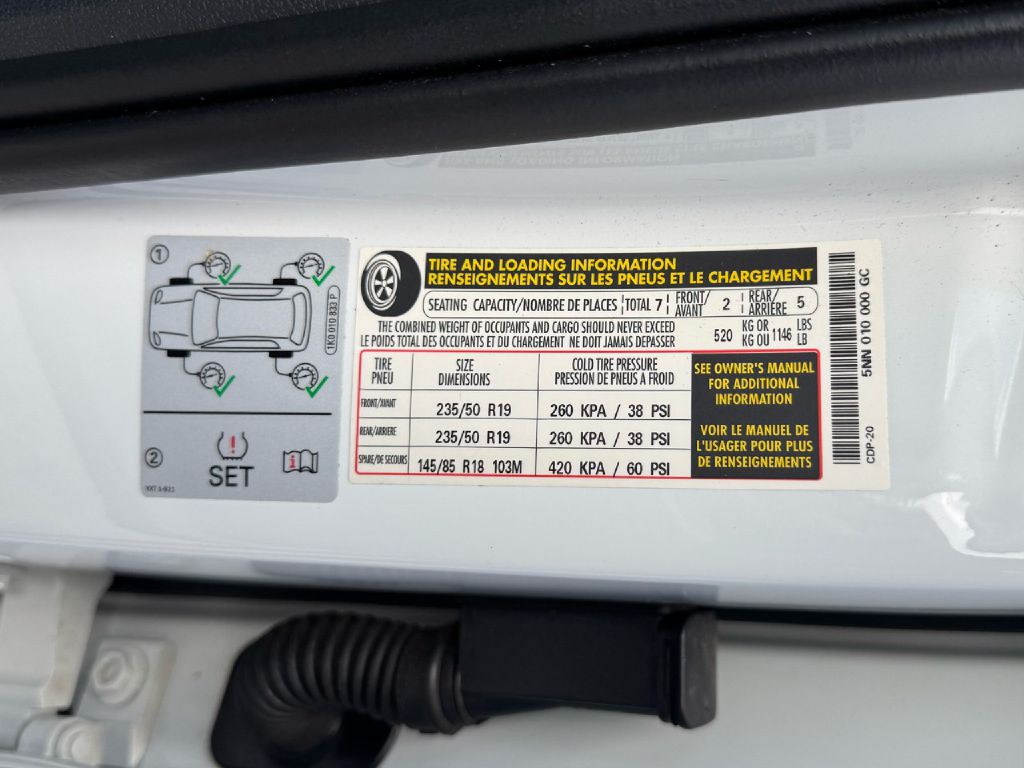 1
1K0 010 833 P
2
SET
i
TIRE AND LOADING INFORMATION
RENSEIGNEMENTS SUR LES PNEUS ET LE CHARGEMENT
SEATING CAPACITY/NOMBRE DE PLACES TOTAL 7 FRONT/AVANT 2 REAR/ARRIÈRE 5
THE COMBINED WEIGHT OF OCCUPANTS AND CARGO SHOULD NEVER EXCEED
LE POIDS TOTAL DES OCCUPANTS ET DU CHARGEMENT NE DOIT JAMAIS DEPASSER
520 KG OR 1146 LBS
KG OU LB
TIRE SIZE COLD TIRE PRESSURE
PNEU DIMENSIONS PRESSION DE PNEUS A FROID
FRONT/AVANT 235/50 R19 260 KPA / 38 PSI
REAR/ARRIERE 235/50 R19 260 KPA / 38 PSI
SPARE/DE SECOURS 145/85 R18 103M 420 KPA / 60 PSI
SEE OWNER'S MANUAL
FOR ADDITIONAL
INFORMATION
VOIR LE MANUEL DE
L'USAGER POUR PLUS
DE RENSEIGNEMENTS
5NN 010 000 GC
CDP-20